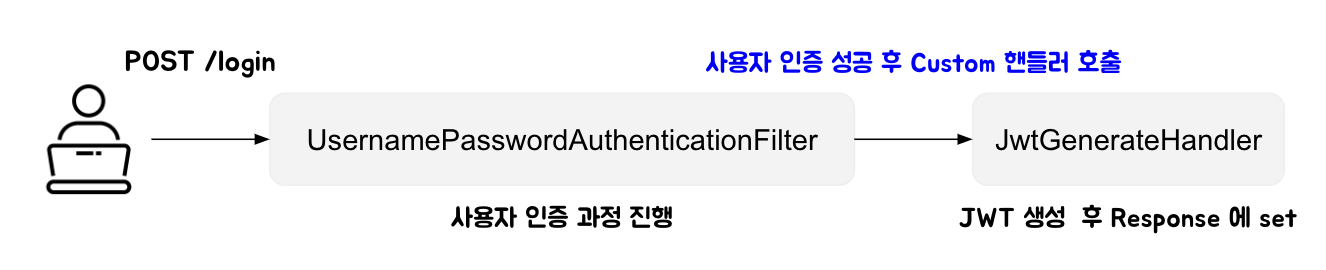 POST /login
사용자 인증 성공 후 Custom 핸들러 호출
UsernamePasswordAuthenticationFilter
JwtGenerateHandler
사용자 인증 과정 진행
JWT 생성 후 Response 에 set